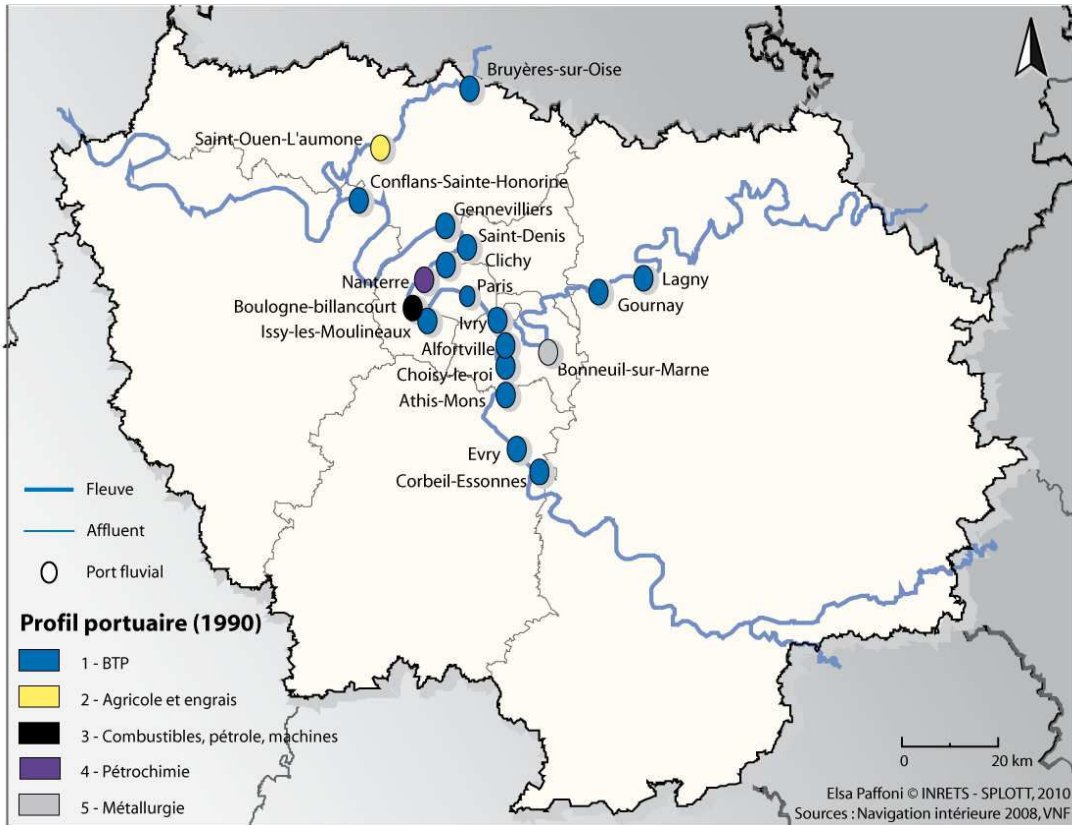 Bruyères-sur-Oise
Saint-Ouen-L'aumone
Conflans-Sainte-Honorine
Gennevilliers
Saint-Denis
Clichy
Nanterre
Paris
Lagny
Gournay
Boulogne-billancourt
Issy-les-Moulineaux
Ivry
Alfortville
Bonneuil-sur-Marne
Choisy-le-roi
Athis-Mons
Evry
Corbeil-Essonnes
Fleuve
Affluent
Port fluvial
Profil portuaire (1990)
1 - BTP
2 - Agricole et engrais
3 - Combustibles, pétrole, machines
4 - Pétrochimie
5 - Métallurgie
0 20 km
Elsa Paffoni © INRETS - SPLOTT, 2010
Sources : Navigation intérieure 2008, VNF